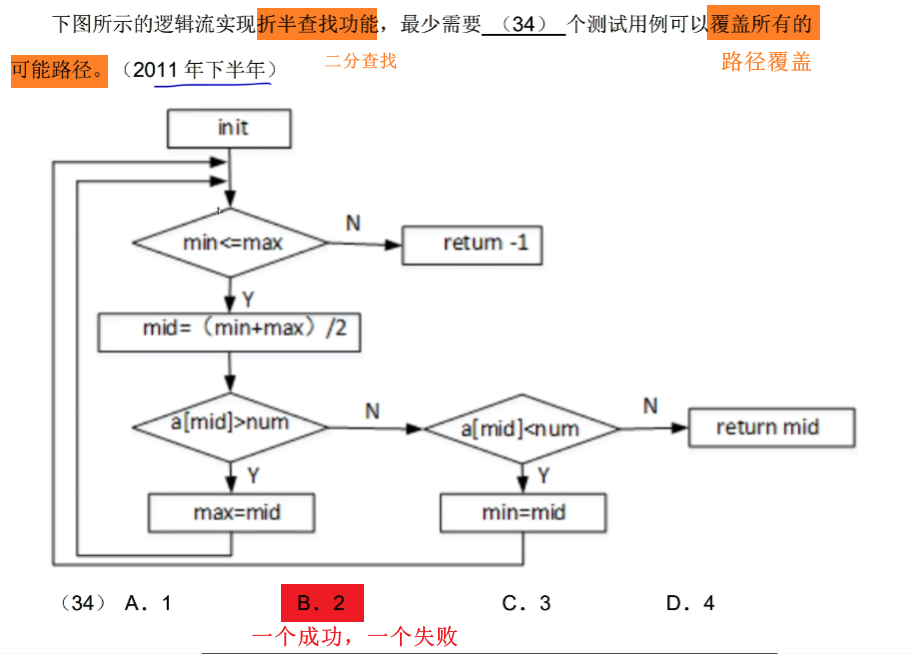 下图所示的逻辑流实现折半查找功能，最少需要 （34） 个测试用例可以覆盖所有的
可能路径。（2011 年下半年）
二分查找
路径覆盖
init
min<=max
N
return -1
Y
mid=（min+max）/2
a[mid]>num
N
a[mid]<num
N
return mid
Y
Y
max=mid
min=mid
（34） A．1 B．2 C．3 D．4
一个成功，一个失败